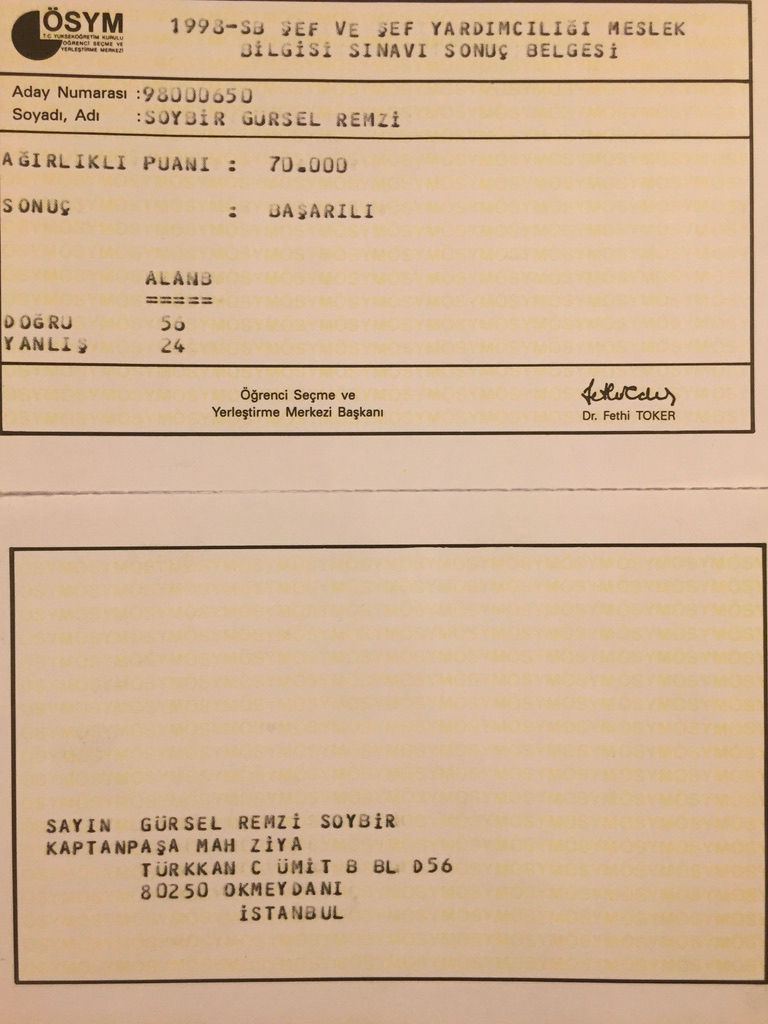 ÖSYM
T.C. YÜKSEKÖĞRETİM KURULU
ÖĞRENCİ SEÇME VE
YERLEŞTİRME MERKEZİ
1998-SB ŞEF VE ŞEF YARDIMCILIĞI MESLEK
BİLGİSİ SINAVI SONUÇ BELGESİ
Aday Numarası :98000650
Soyadı, Adı :SOYBİR GÜRSEL REMZİ
AĞIRLIKLI PUANI : 70.000
SONUÇ : BAŞARILI
ALANB
=====
DOĞRU 56
YANLIŞ 24
Öğrenci Seçme ve
Yerleştirme Merkezi Başkanı
Dr. Fethi TOKER
SAYIN GÜRSEL REMZİ SOYBİR
KAPTANPAŞA MAH ZİYA
TÜRKKAN C ÜMİT B BL D56
80250 OKMEYDANI
İSTANBUL